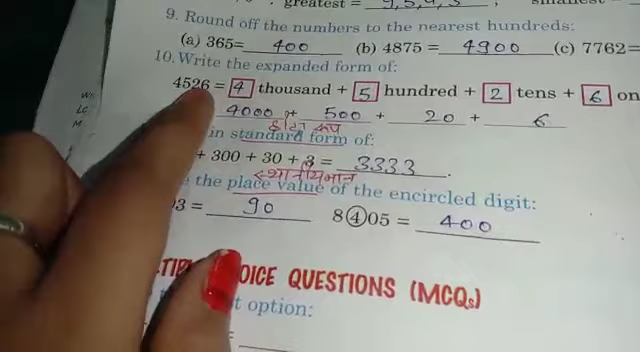 greatest = 9,5,4,3
9. Round off the numbers to the nearest hundreds:
(a) 365= 400 (b) 4875 = 4900 (c) 7762=
10. Write the expanded form of:
4526 = 4 thousand + 5 hundred + 2 tens + 6 on
4000 + 500 + 20 + 6
in standard form of:
+ 300 + 30 + 3 = 3333.
स्थानीयमान
the place value of the encircled digit:
3 = 90 8④05 = 400
CHOICE QUESTIONS (MCQs)
option:
=